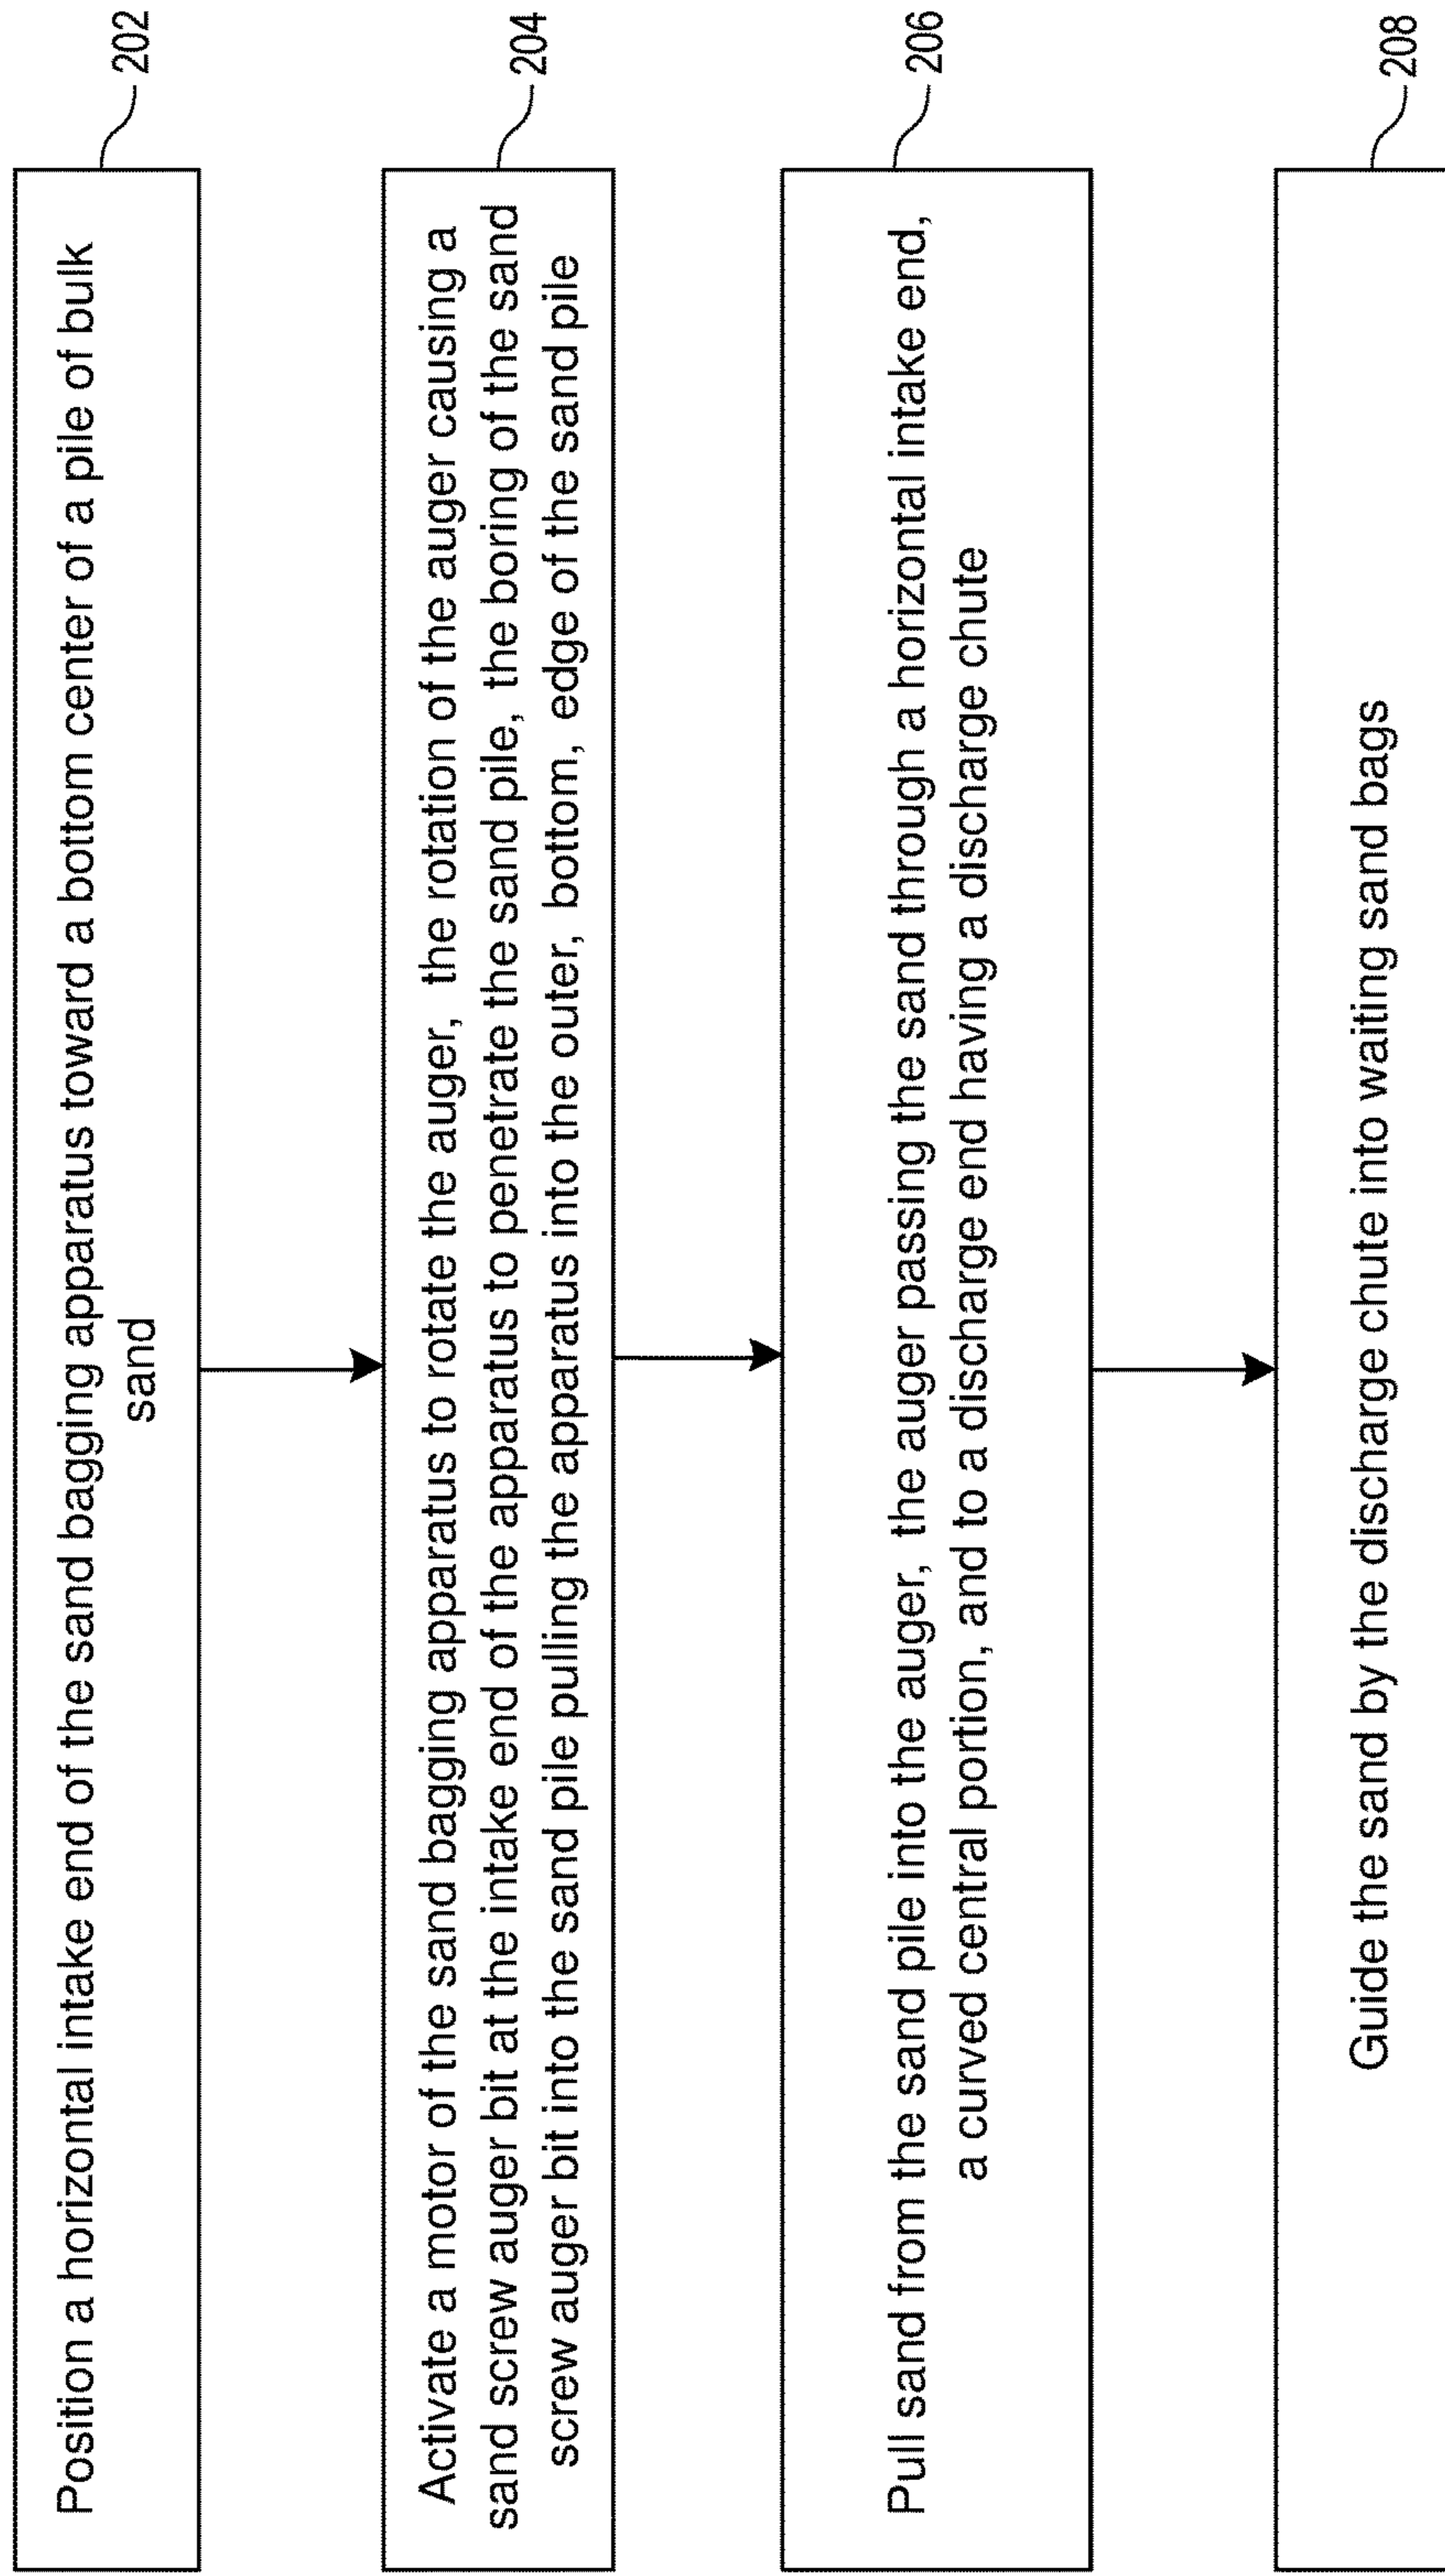 Position a horizontal intake end of the sand bagging apparatus toward a bottom center of a pile of bulk
sand
202
Activate a motor of the sand bagging apparatus to rotate the auger, the rotation of the auger causing a
sand screw auger bit at the intake end of the apparatus to penetrate the sand pile, the boring of the sand
screw auger bit into the sand pile pulling the apparatus into the outer, bottom, edge of the sand pile
204
Pull sand from the sand pile into the auger, the auger passing the sand through a horizontal intake end,
a curved central portion, and to a discharge end having a discharge chute
206
Guide the sand by the discharge chute into waiting sand bags
208